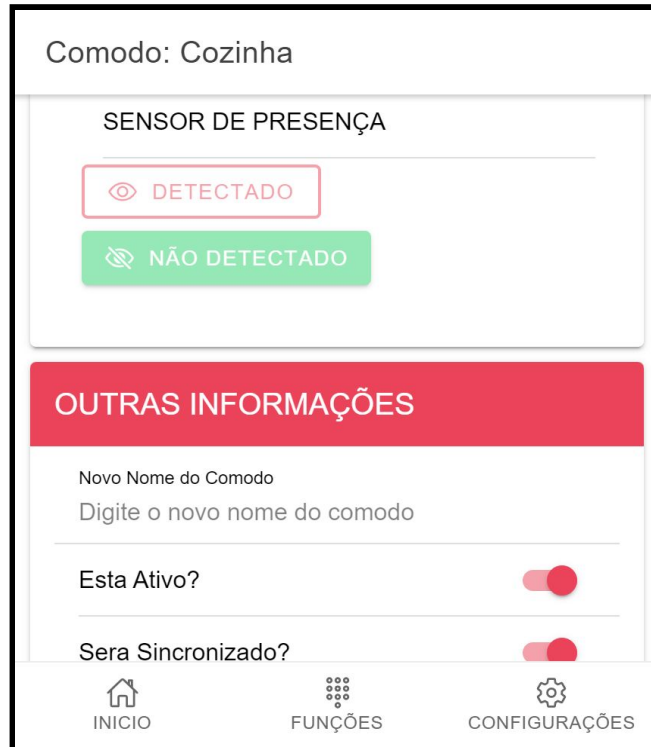 Comodo: Cozinha
SENSOR DE PRESENÇA
DETECTADO
NÃO DETECTADO
OUTRAS INFORMAÇÕES
Novo Nome do Comodo
Digite o novo nome do comodo
Esta Ativo?
Sera Sincronizado?
INICIO
FUNÇÕES
CONFIGURAÇÕES